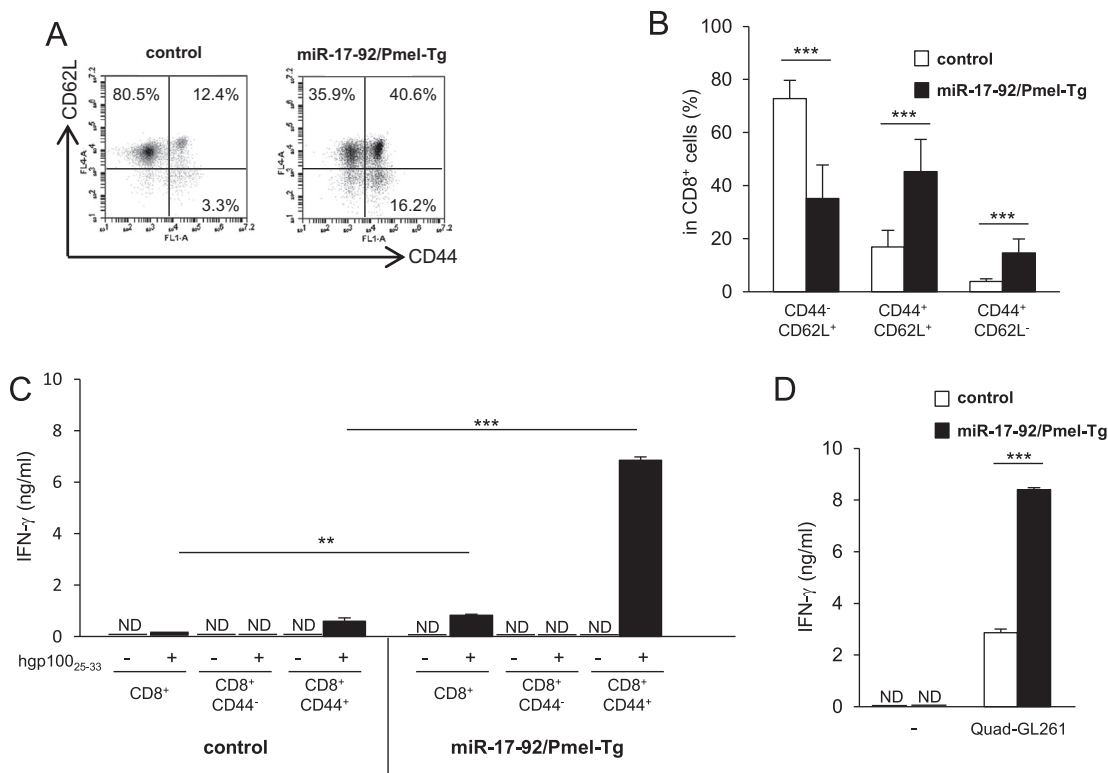 A
control
miR-17-92/Pmel-Tg
CD62L
80.5%
12.4%
3.3%
35.9%
40.6%
16.2%
FL4-A
FL1-A
FL4-A
FL1-A
CD44
B
***
***
***
control
miR-17-92/Pmel-Tg
in CD8+ cells (%)
100
80
60
40
20
0
CD44- CD44+ CD44+
CD62L+ CD62L+ CD62L-
C
IFN-γ (ng/ml)
10
8
6
4
2
0
***
**
ND ND ND ND ND ND ND ND
hgp10025-33 - + - + - + - + - + - +
CD8+ CD8+ CD8+ CD8+ CD8+ CD8+
CD44- CD44+ CD44- CD44+
control miR-17-92/Pmel-Tg
D
control
miR-17-92/Pmel-Tg
***
IFN-γ (ng/ml)
10
8
6
4
2
0
ND ND
- Quad-GL261